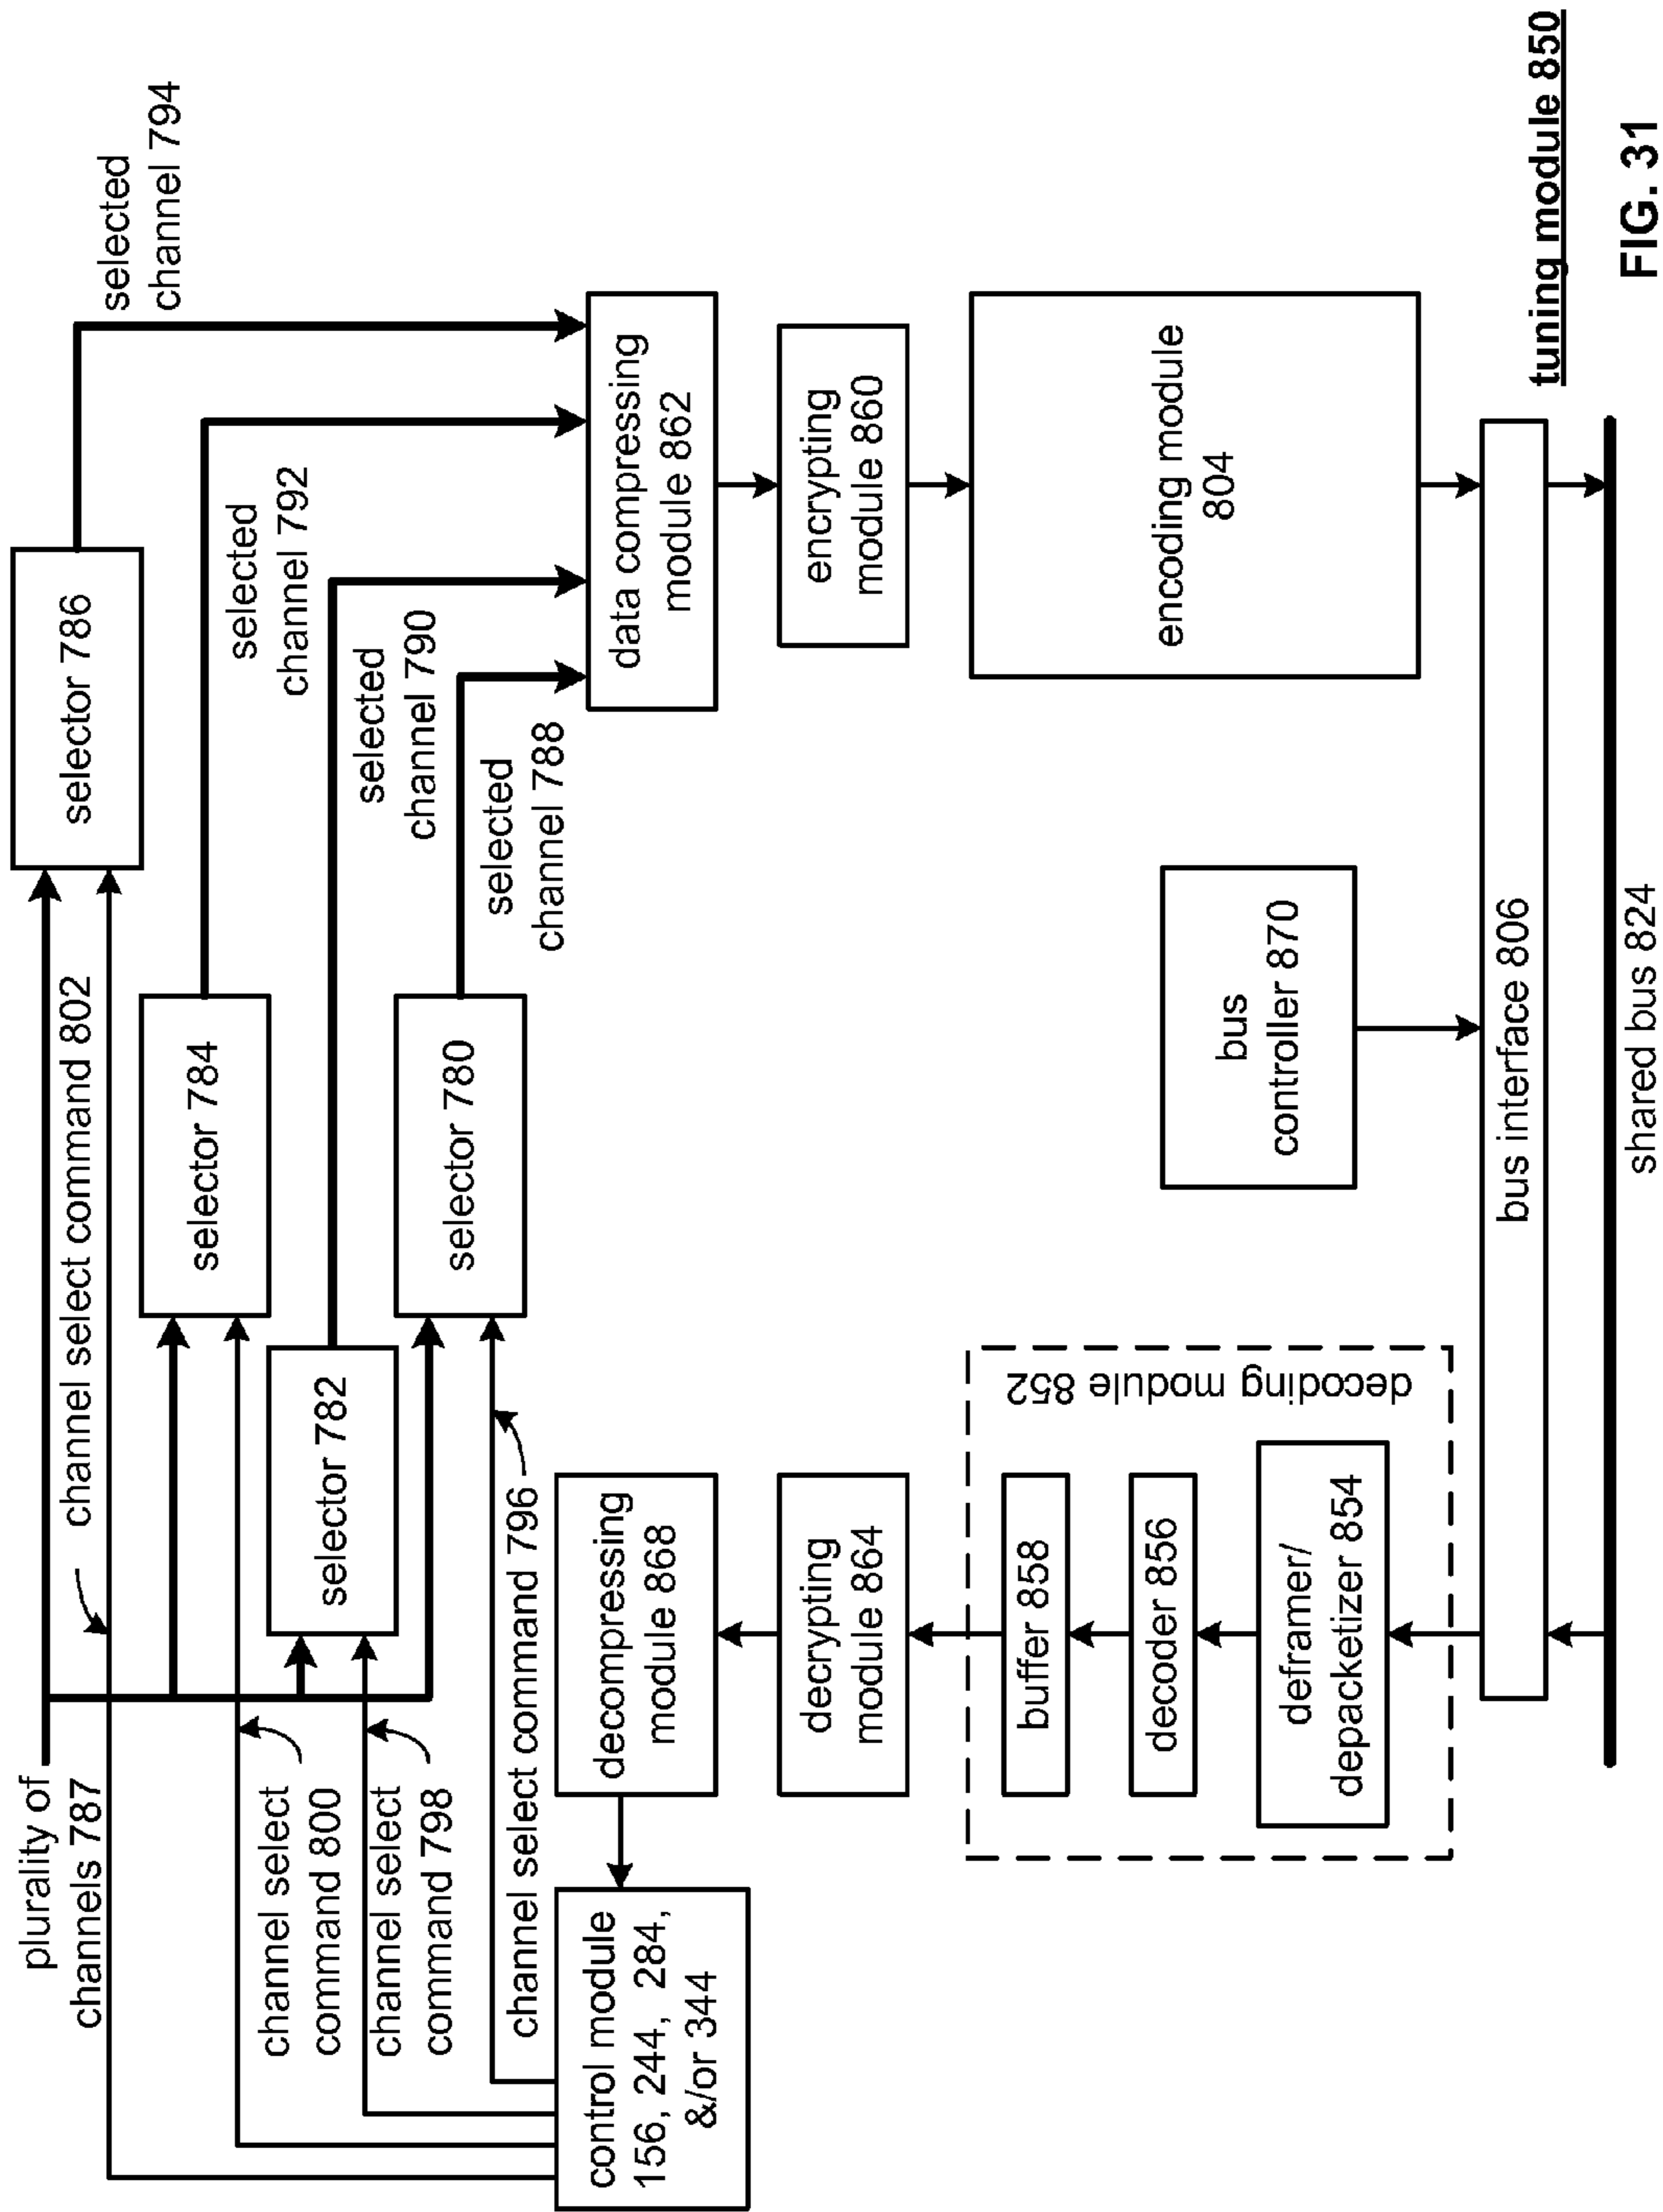 plurality of
channels 787
channel select command 802
selector 786
selected
channel 794
selector 784
selected
channel 792
channel select
command 800
selector 782
selected
channel 790
channel select
command 798
selector 780
selected
channel 788
channel select command 796
control module
156, 244, 284,
&/or 344
decompressing
module 868
data compressing
module 862
decrypting
module 864
encrypting
module 860
decoding module 852
buffer 858
decoder 856
deframer/
depacketizer 854
encoding module
804
bus
controller 870
bus interface 806
shared bus 824
tuning module 850
FIG. 31